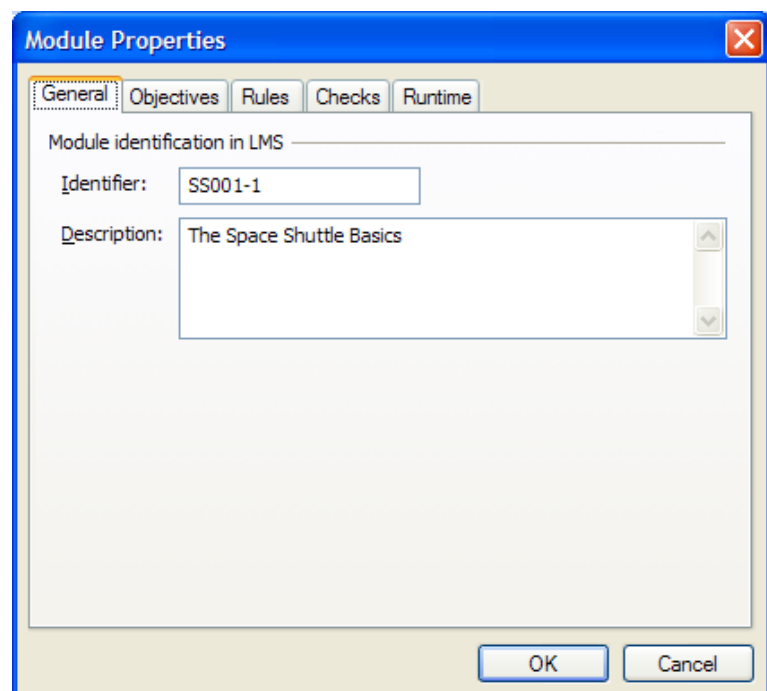 Module Properties
General Objectives Rules Checks Runtime
Module identification in LMS
Identifier: SS001-1
Description: The Space Shuttle Basics
OK Cancel